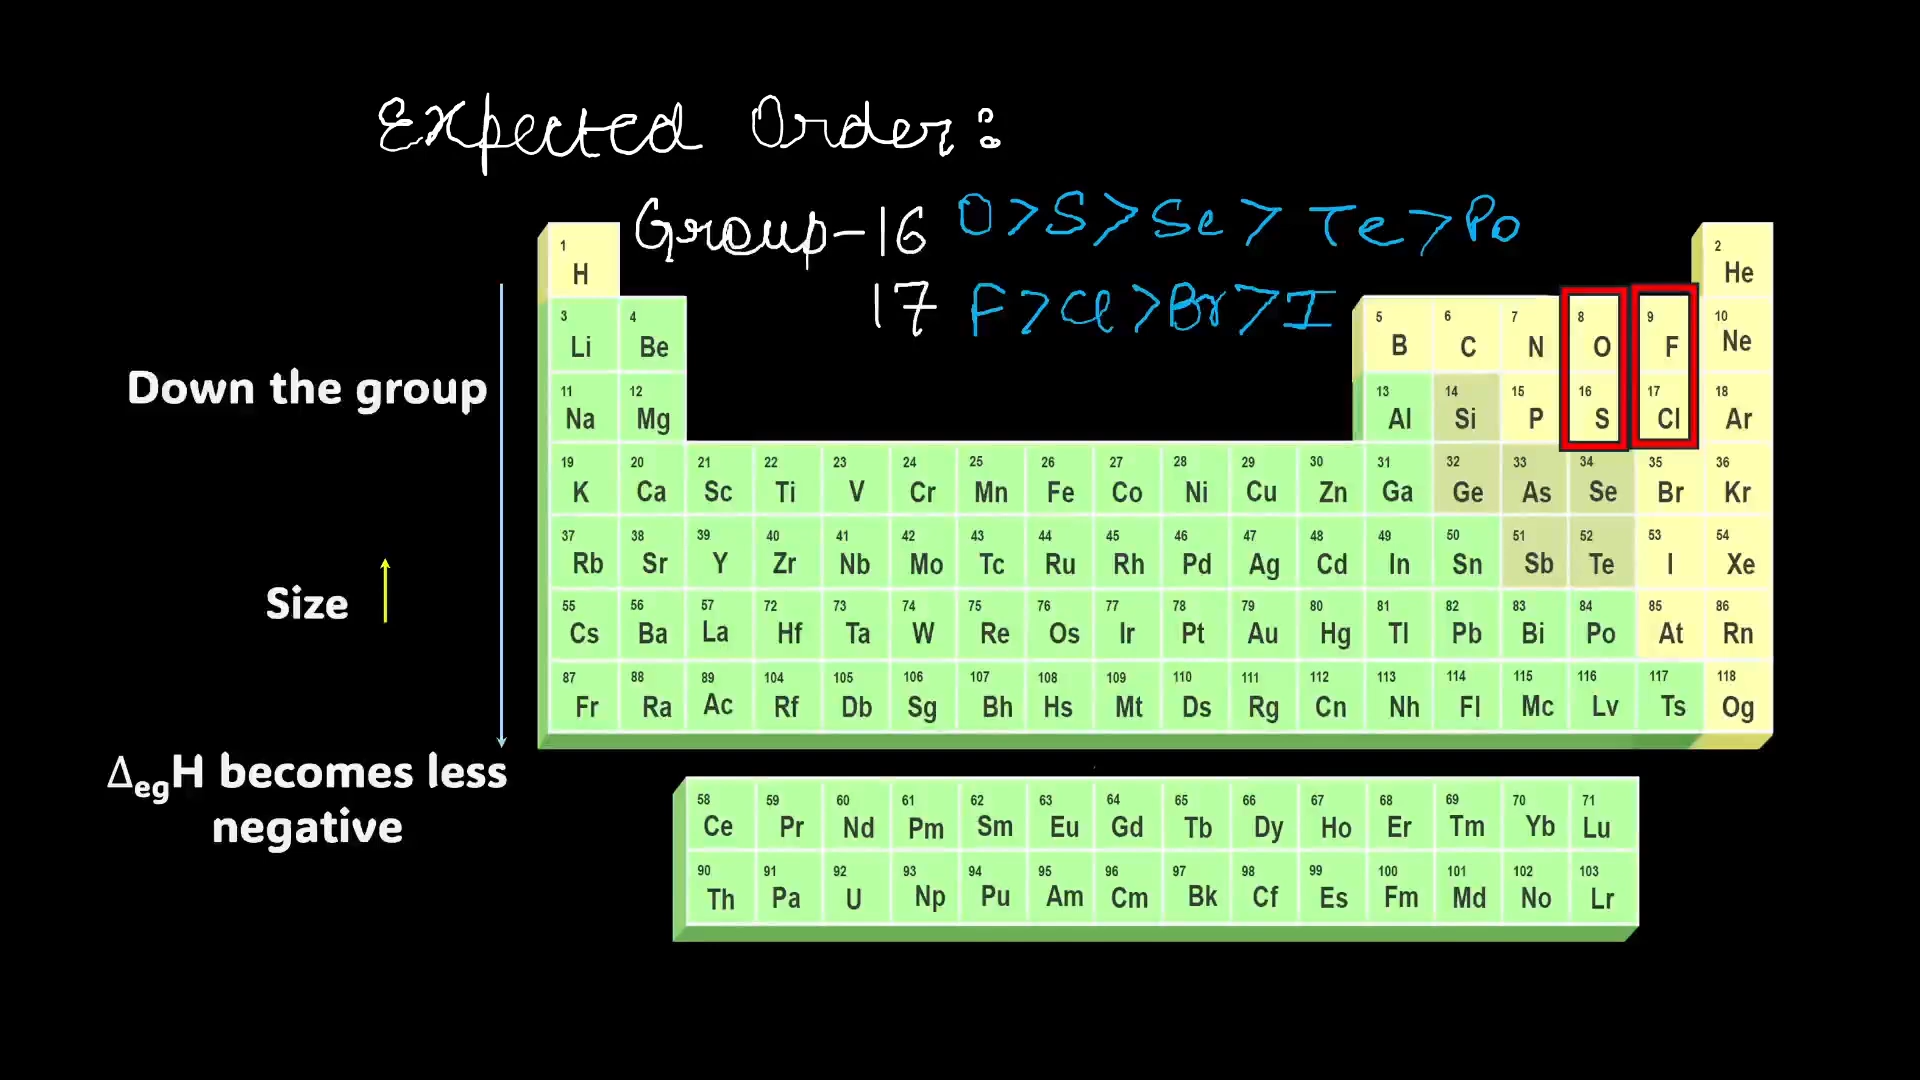 Expected Order:
Group-16 O>S>Se>Te>Po
17 F>Cl>Br>I
Down the group
Size
ΔegH becomes less
negative
1 2
H He
3 4 5 6 7 8 9 10
Li Be B C N O F Ne
11 12 13 14 15 16 17 18
Na Mg Al Si P S Cl Ar
19 20 21 22 23 24 25 26 27 28 29 30 31 32 33 34 35 36
K Ca Sc Ti V Cr Mn Fe Co Ni Cu Zn Ga Ge As Se Br Kr
37 38 39 40 41 42 43 44 45 46 47 48 49 50 51 52 53 54
Rb Sr Y Zr Nb Mo Tc Ru Rh Pd Ag Cd In Sn Sb Te I Xe
55 56 57 72 73 74 75 76 77 78 79 80 81 82 83 84 85 86
Cs Ba La Hf Ta W Re Os Ir Pt Au Hg Tl Pb Bi Po At Rn
87 88 89 104 105 106 107 108 109 110 111 112 113 114 115 116 117 118
Fr Ra Ac Rf Db Sg Bh Hs Mt Ds Rg Cn Nh Fl Mc Lv Ts Og
58 59 60 61 62 63 64 65 66 67 68 69 70 71
Ce Pr Nd Pm Sm Eu Gd Tb Dy Ho Er Tm Yb Lu
90 91 92 93 94 95 96 97 98 99 100 101 102 103
Th Pa U Np Pu Am Cm Bk Cf Es Fm Md No Lr